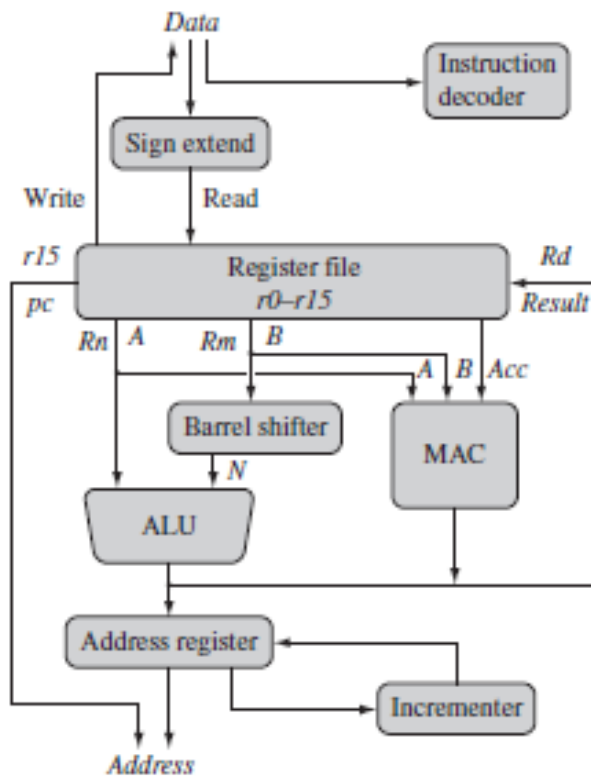 Data
Instruction
decoder
Sign extend
Write
Read
r15
Register file
Rd
pc
r0–r15
Result
Rn
A
Rm
B
A
B
Acc
Barrel shifter
MAC
N
ALU
Address register
Incrementer
Address